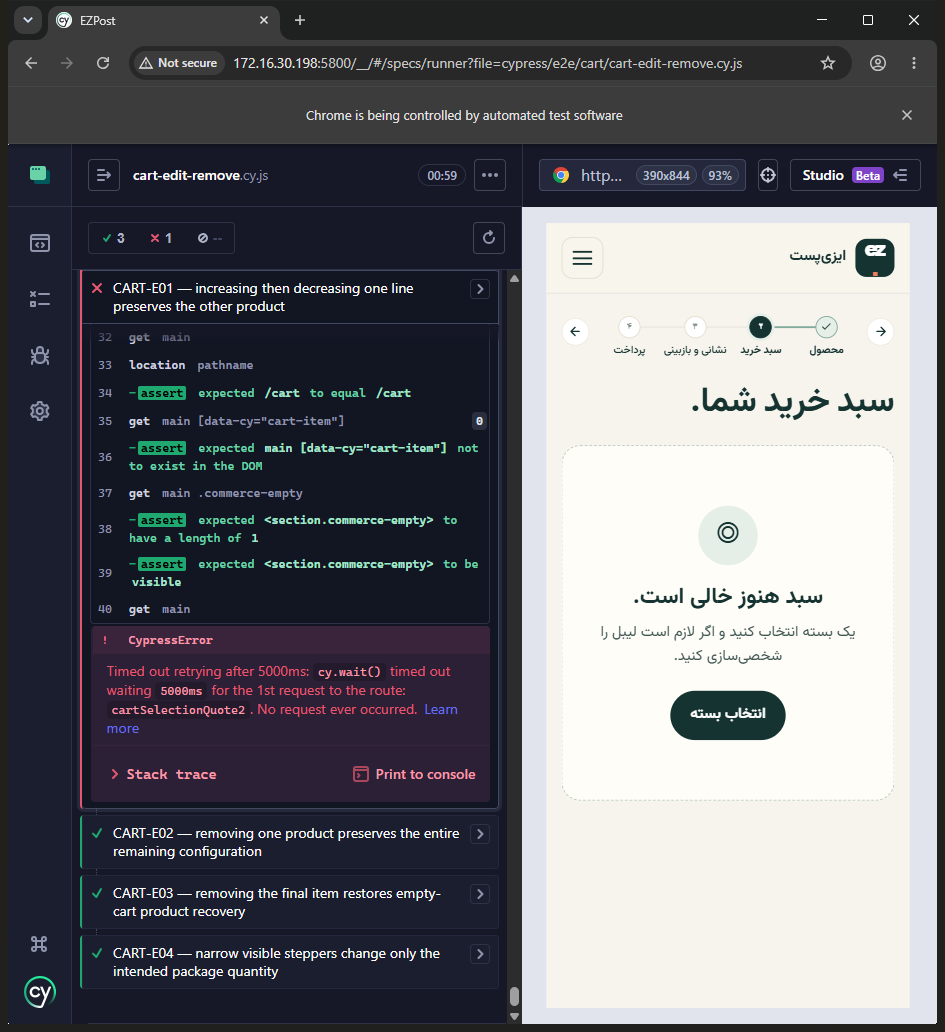 EZPost
Not secure 172.16.30.198:5800/__/#/specs/runner?file=cypress/e2e/cart/cart-edit-remove.cy.js
Chrome is being controlled by automated test software
cart-edit-remove.cy.js
00:59
3 1 --
CART-E01 — increasing then decreasing one line
preserves the other product
32 get main
33 location pathname
34 -assert expected /cart to equal /cart
35 get main [data-cy="cart-item"] 0
36 -assert expected main [data-cy="cart-item"] not
to exist in the DOM
37 get main .commerce-empty
38 -assert expected <section.commerce-empty> to
have a length of 1
39 -assert expected <section.commerce-empty> to be
visible
40 get main
! CypressError
Timed out retrying after 5000ms: cy.wait() timed out
waiting 5000ms for the 1st request to the route:
cartSelectionQuote2. No request ever occurred. Learn
more
Stack trace
Print to console
CART-E02 — removing one product preserves the entire
remaining configuration
CART-E03 — removing the final item restores empty-
cart product recovery
CART-E04 — narrow visible steppers change only the
intended package quantity
cy
http...
390x844
93%
Studio Beta
ez
ایزی‌پست
محصول
۲
سبد خرید
۳
نشانی و بازبینی
۴
پرداخت
سبد خرید شما.
سبد هنوز خالی است.
یک بسته انتخاب کنید و اگر لازم است لیبل را
شخصی‌سازی کنید.
انتخاب بسته